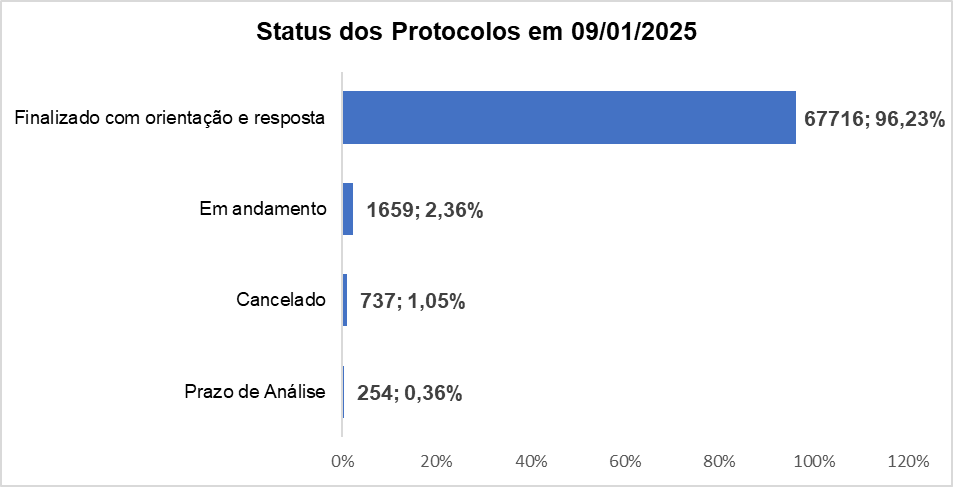 Status dos Protocolos em 09/01/2025
Finalizado com orientação e resposta 67716; 96,23%
Em andamento 1659; 2,36%
Cancelado 737; 1,05%
Prazo de Análise 254; 0,36%
0% 20% 40% 60% 80% 100% 120%